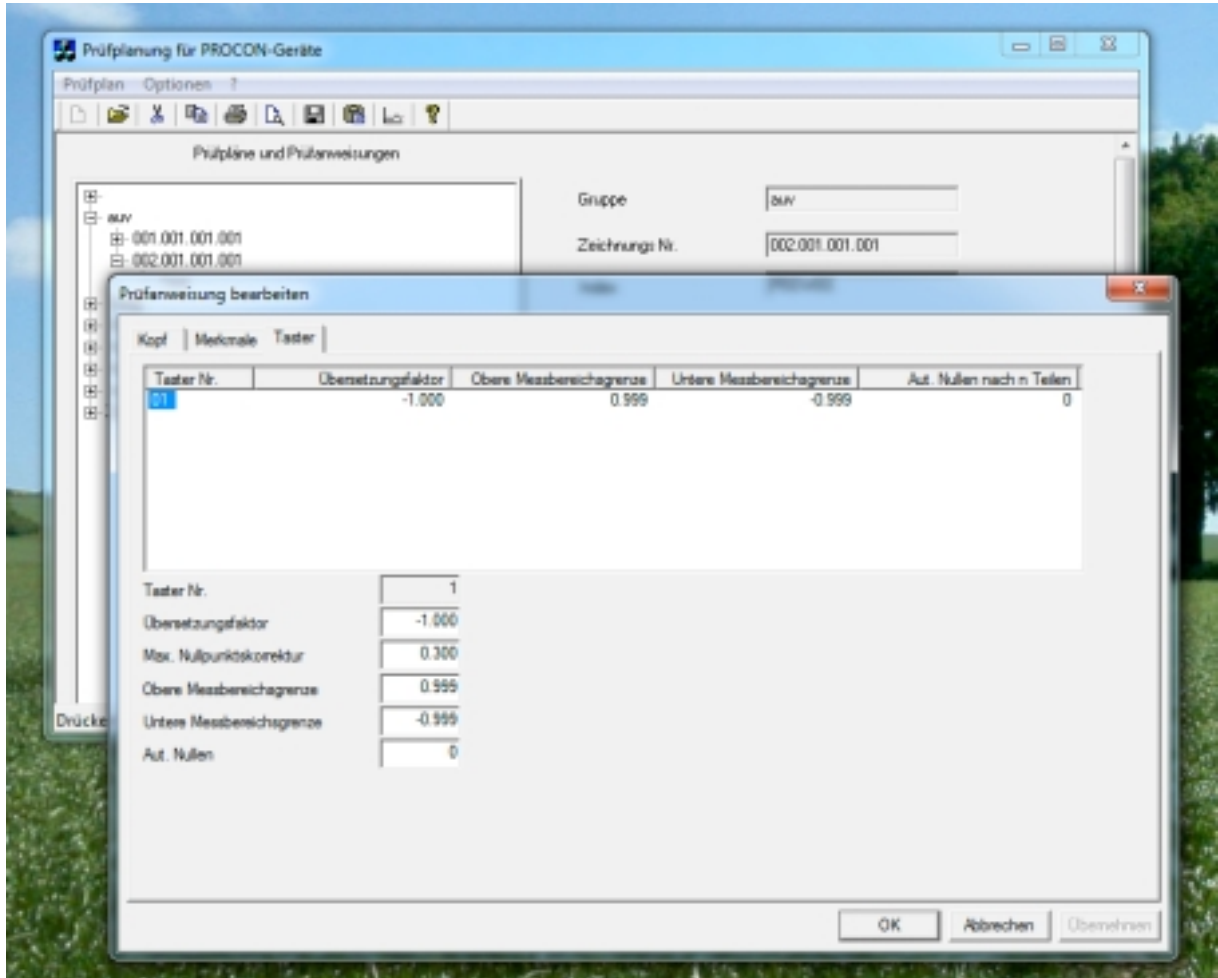 Prüfplanung für PROCON-Geräte
Prüfplan Optionen ?
Prüfpläne und Prüfanweisungen
auv
001.001.001.001
002.001.001.001
Gruppe auv
Zeichnungs Nr. 002.001.001.001
Prüfanweisung bearbeiten
Kopf Merkmale Taster
Taster Nr. Übersetzungsfaktor Obere Messbereichsgrenze Untere Messbereichsgrenze Aut. Nullen nach n Teilen
01 -1.000 0.999 -0.999 0
Taster Nr. 1
Übersetzungsfaktor -1.000
Max. Nullpunktskorrektur 0.300
Obere Messbereichsgrenze 0.999
Untere Messbereichsgrenze -0.999
Aut. Nullen 0
Drücke
OK Abbrechen Übernehmen